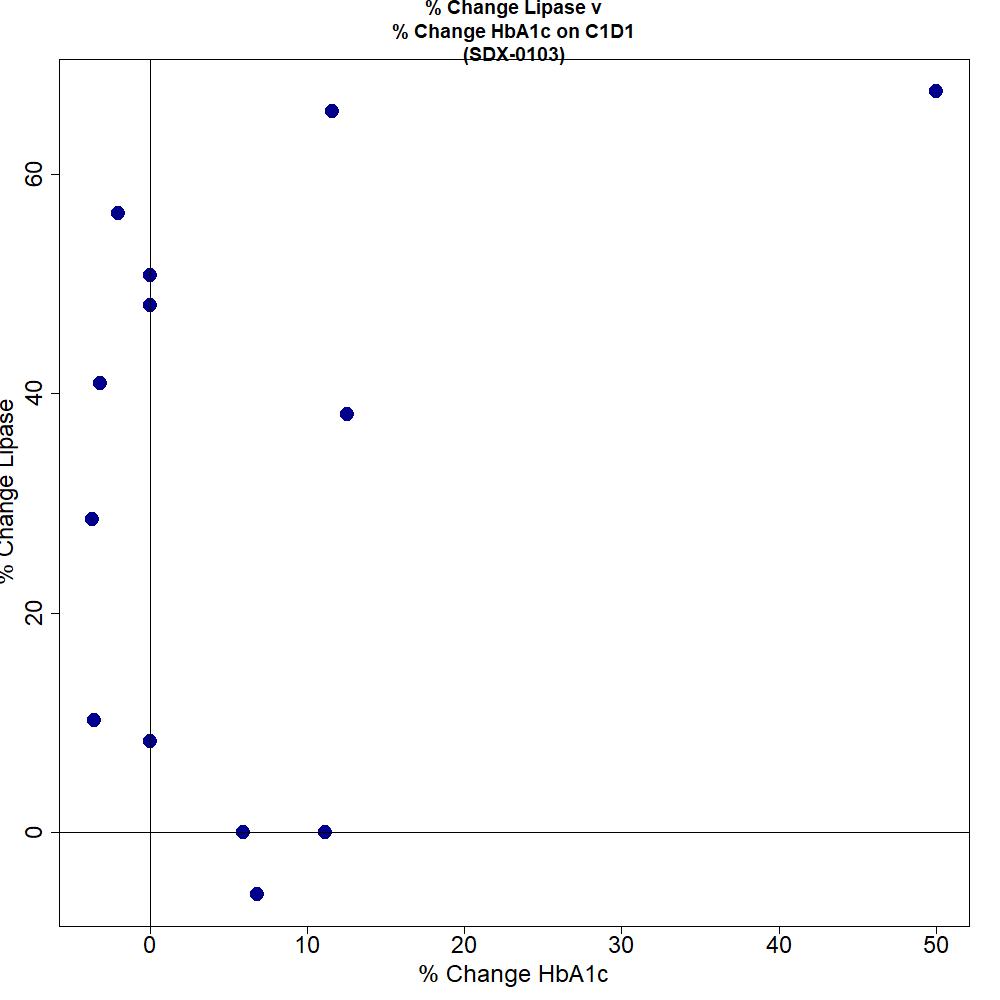 % Change Lipase v
% Change HbA1c on C1D1
(SDX-0103)
% Change Lipase
60
40
20
0
0 10 20 30 40 50
% Change HbA1c